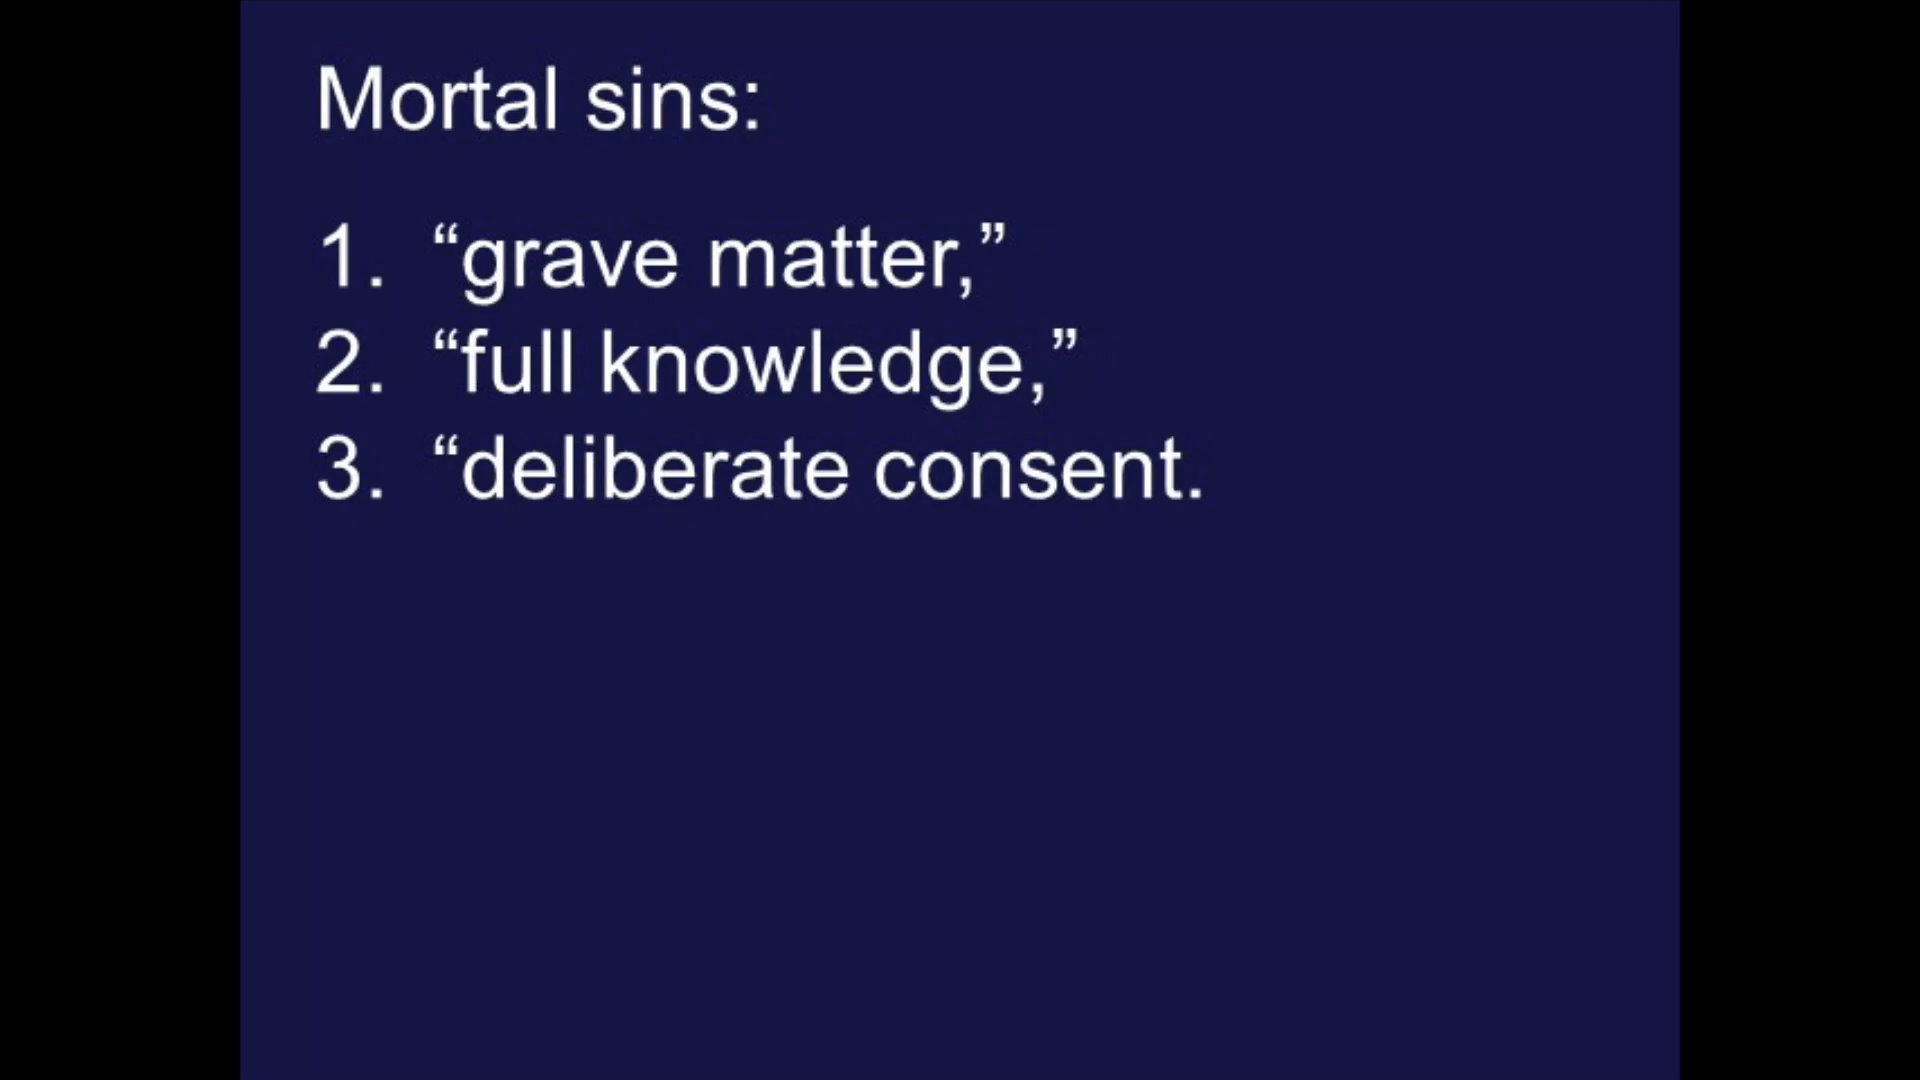 Mortal sins:
1. “grave matter,”
2. “full knowledge,”
3. “deliberate consent.